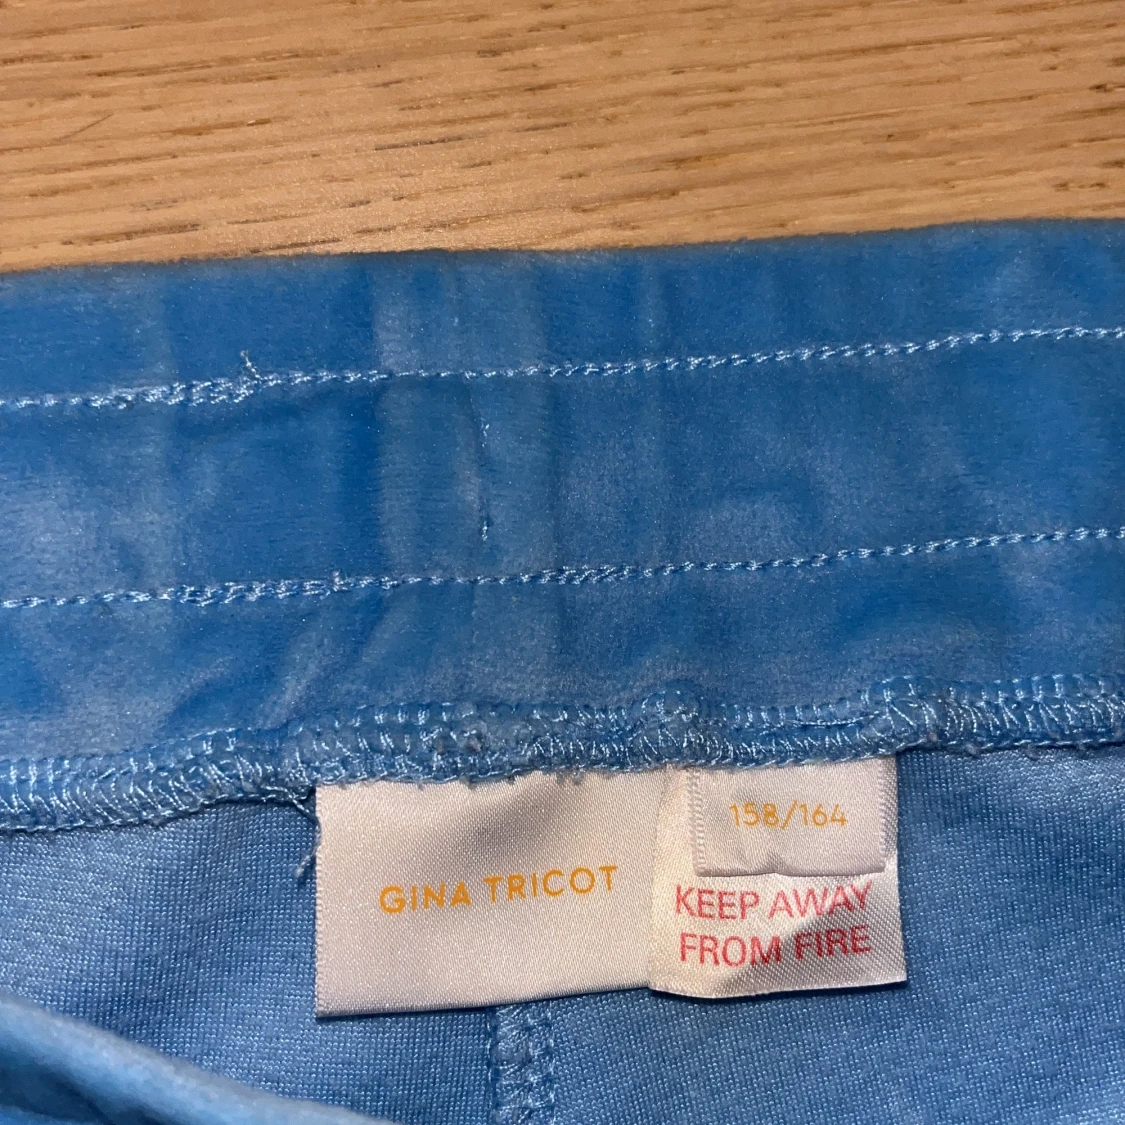 GINA TRICOT
158/164
KEEP AWAY
FROM FIRE